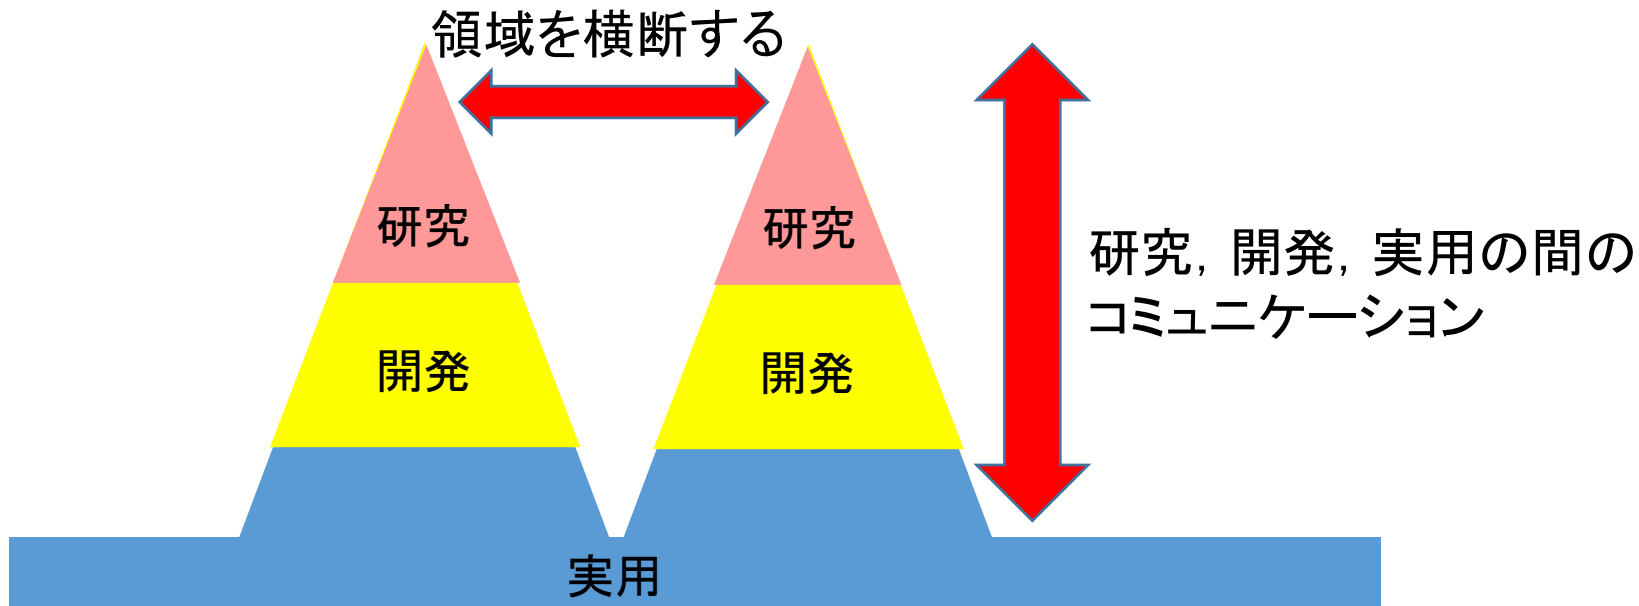 領域を横断する
研究
研究
研究，開発，実用の間の
コミュニケーション
開発
開発
実用